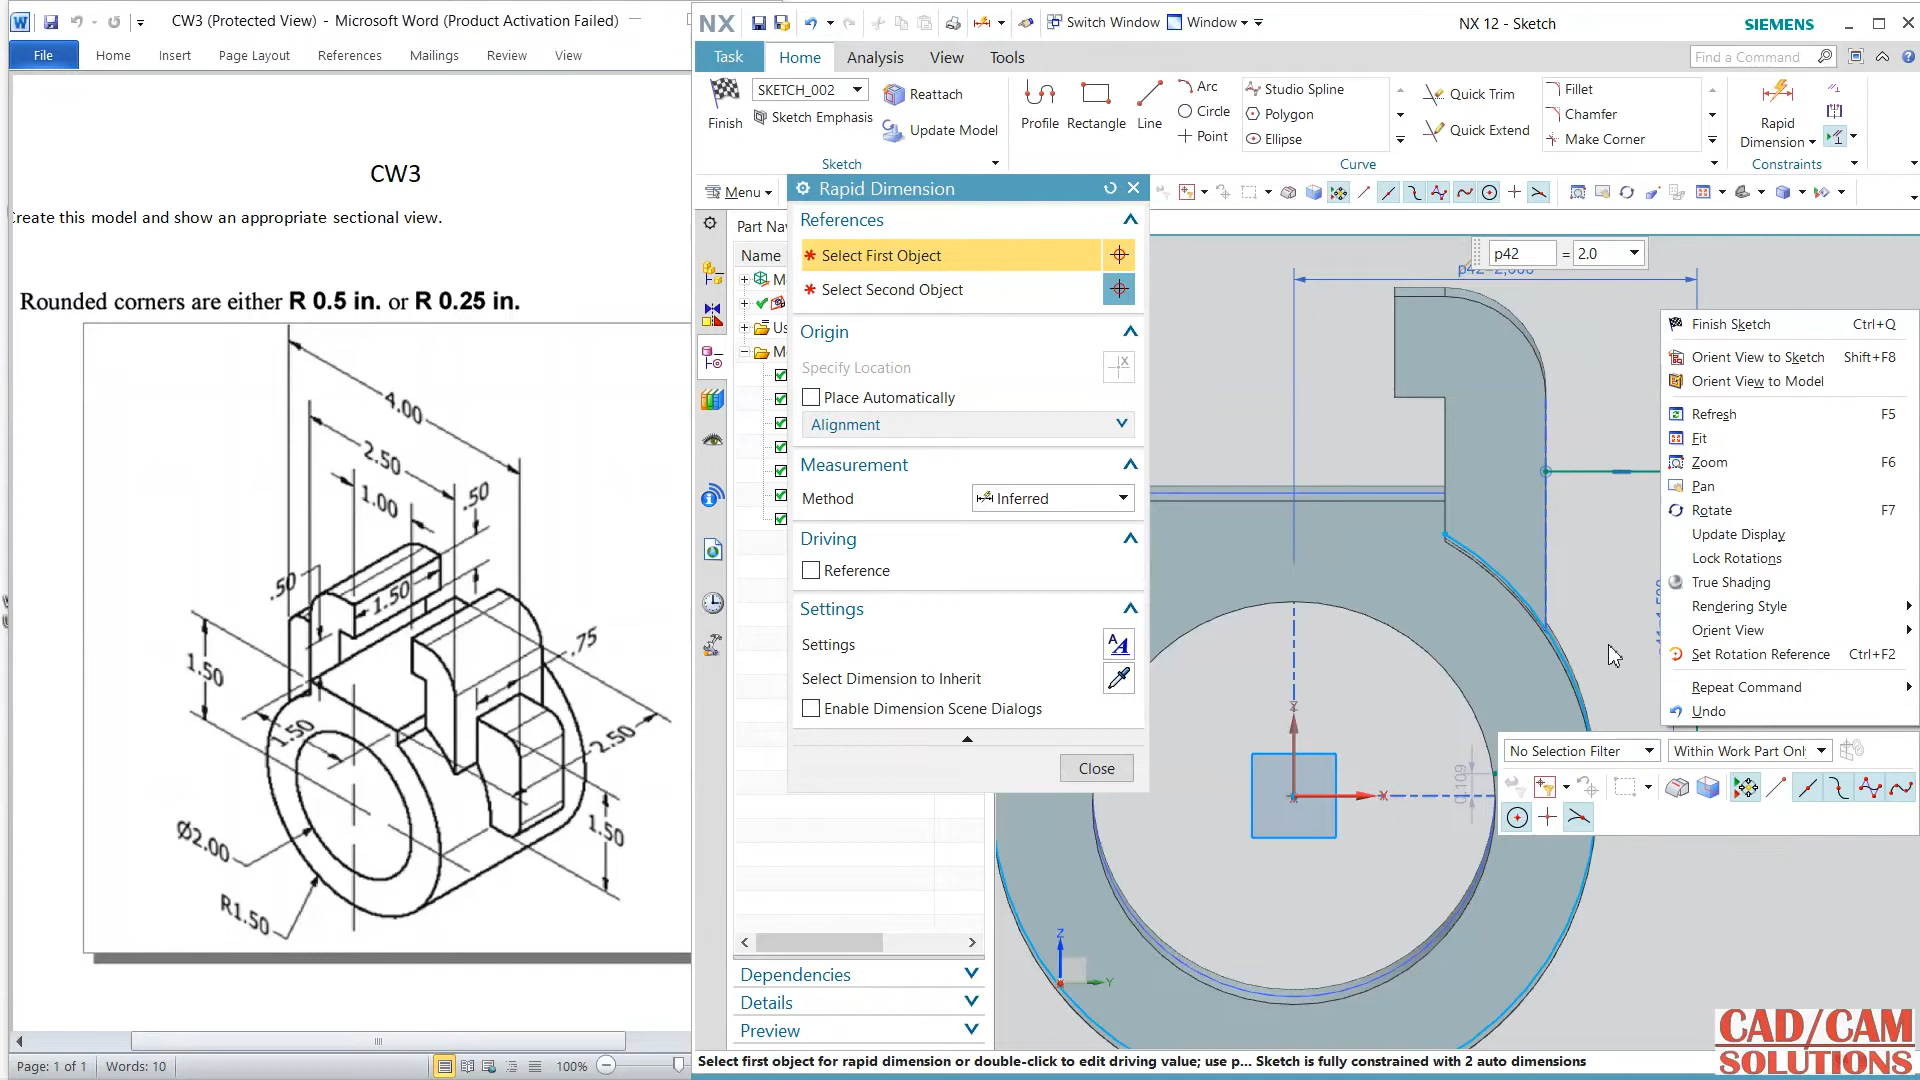 CW3 (Protected View) - Microsoft Word (Product Activation Failed)
File Home Insert Page Layout References Mailings Review View
CW3
Create this model and show an appropriate sectional view.
Rounded corners are either R 0.5 in. or R 0.25 in.
4.00
2.50
.50
1.00
.50
1.50
.75
1.50
1.50
2.50
1.50
Ø2.00
R1.50
Page: 1 of 1 Words: 10 100%
NX Switch Window Window NX 12 - Sketch SIEMENS
Task Home Analysis View Tools Find a Command
Finish SKETCH_002 Reattach
Sketch Emphasis Update Model
Sketch
Profile Rectangle Line Arc Circle Point
Studio Spline
Polygon
Ellipse
Quick Trim
Quick Extend
Fillet
Chamfer
Make Corner
Curve
Rapid Dimension
Constraints
Menu
Part Nav
Name
M
Us
M
Dependencies
Details
Preview
Rapid Dimension
References
* Select First Object
* Select Second Object
Origin
Specify Location
Place Automatically
Alignment
Measurement
Method Inferred
Driving
Reference
Settings
Settings
Select Dimension to Inherit
Enable Dimension Scene Dialogs
Close
p42 = 2.0
Z
X
0.109
Z
Y
Finish Sketch Ctrl+Q
Orient View to Sketch Shift+F8
Orient View to Model
Refresh F5
Fit
Zoom F6
Pan
Rotate F7
Update Display
Lock Rotations
True Shading
Rendering Style
Orient View
Set Rotation Reference Ctrl+F2
Repeat Command
Undo
No Selection Filter Within Work Part Onl
Select first object for rapid dimension or double-click to edit driving value; use p... Sketch is fully constrained with 2 auto dimensions
CAD/CAM
SOLUTIONS